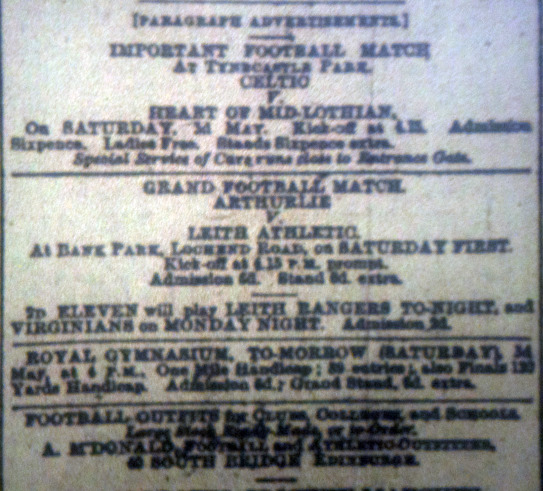 [PARAGRAPH ADVERTISEMENTS.]
IMPORTANT FOOTBALL MATCH
AT TYNECASTLE PARK.
CELTIC
V.
HEART OF MID-LOTHIAN,
On SATURDAY, 3d MAY. Kick-off at Admission
Sixpence. Ladies Free. Stands Sixpence extra.
Special Service of Cars runs close to Entrance Gate.
GRAND FOOTBALL MATCH.
ARTHURLIE
V.
LEITH ATHLETIC.
At BANK PARK, LOCHEND ROAD, on SATURDAY FIRST.
Kick-off at 4.15 P.M. prompt.
Admission 6d. Stand 3d. extra.
2D ELEVEN will play LEITH RANGERS TO-NIGHT, and
VIRGINIANS on MONDAY NIGHT. Admission
ROYAL GYMNASIUM, TO-MORROW (SATURDAY), 3d
May, at 4 P.M. One Mile Handicap; entries; also Finals 120
Yards Handicap. Admission 6d.; Grand Stand, 6d. extra.
FOOTBALL OUTFITS for CLUBS, COLLEGES, and SCHOOLS.
Large Stock Ready-Made, or to Order.
A. M'DONALD, FOOTBALL and ATHLETIC OUTFITTER,
SOUTH BRIDGE EDINBURGH.